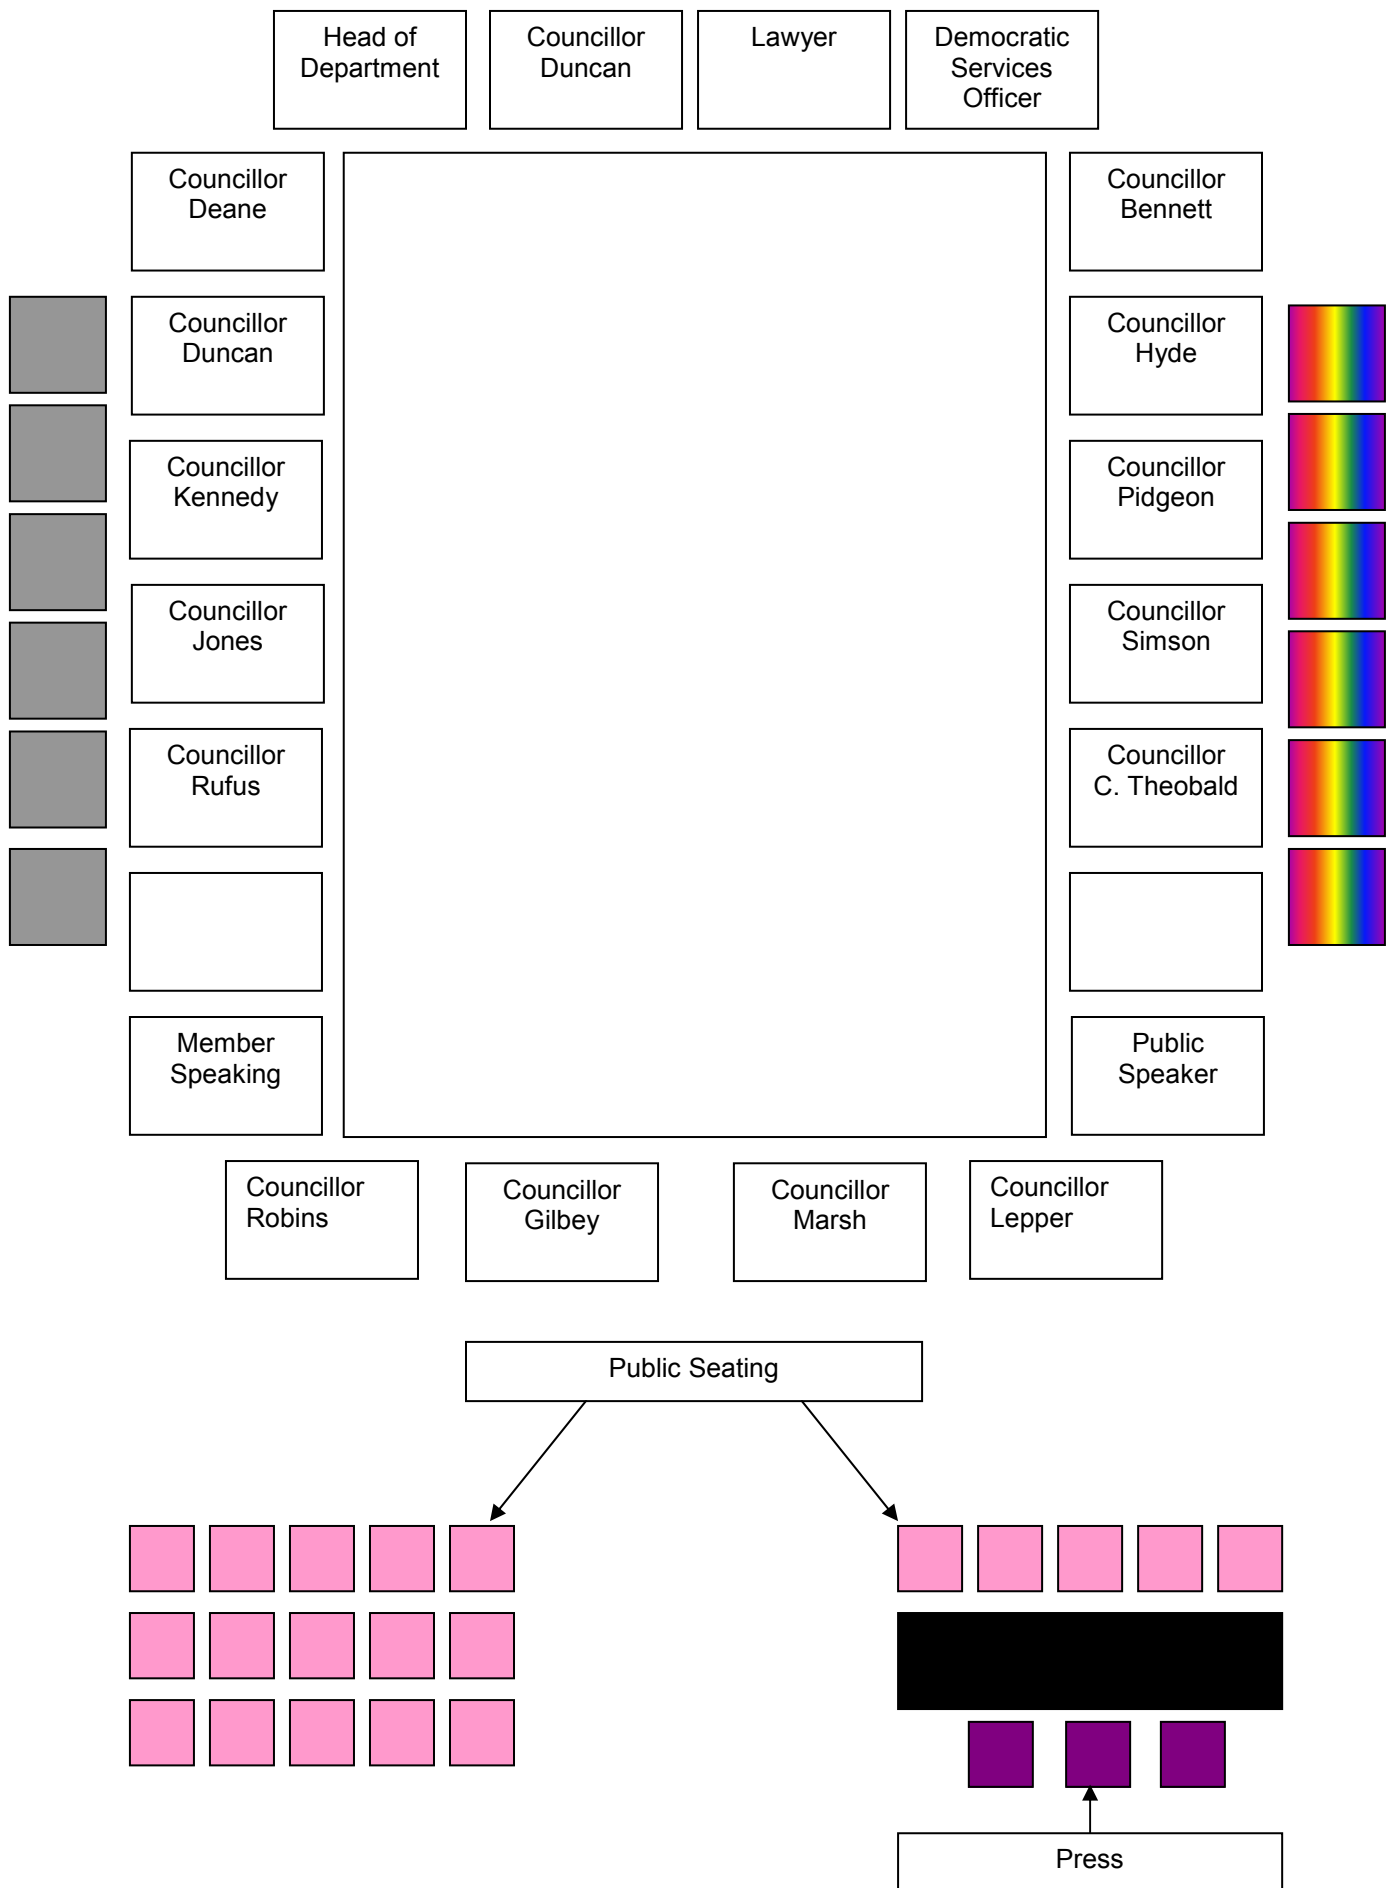 Head of
Department
Councillor
Duncan
Lawyer
Democratic
Services
Officer
Councillor
Deane
Councillor
Bennett
Councillor
Duncan
Councillor
Hyde
Councillor
Kennedy
Councillor
Pidgeon
Councillor
Jones
Councillor
Simson
Councillor
Rufus
Councillor
C. Theobald
Member
Speaking
Public
Speaker
Councillor
Robins
Councillor
Gilbey
Councillor
Marsh
Councillor
Lepper
Public Seating
Press